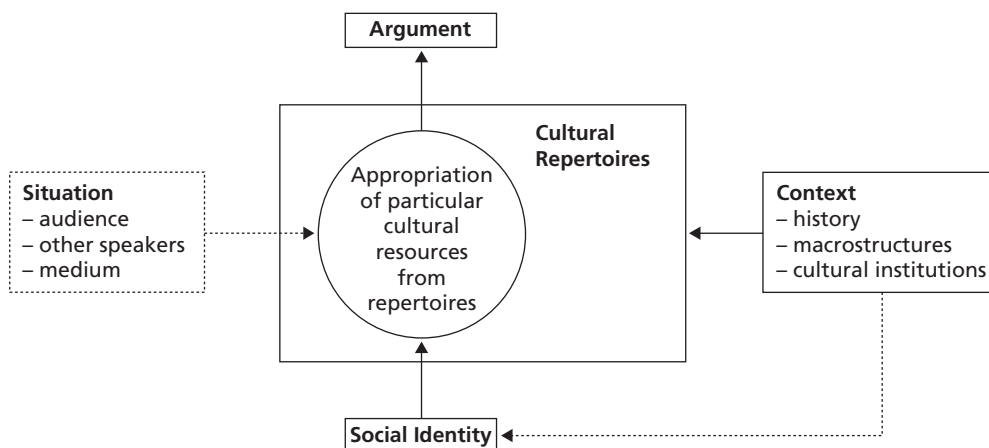 Argument
Cultural
Repertoires
Appropriation
of particular
cultural
resources
from
repertoires
Situation
– audience
– other speakers
– medium
Context
– history
– macrostructures
– cultural institutions
Social Identity